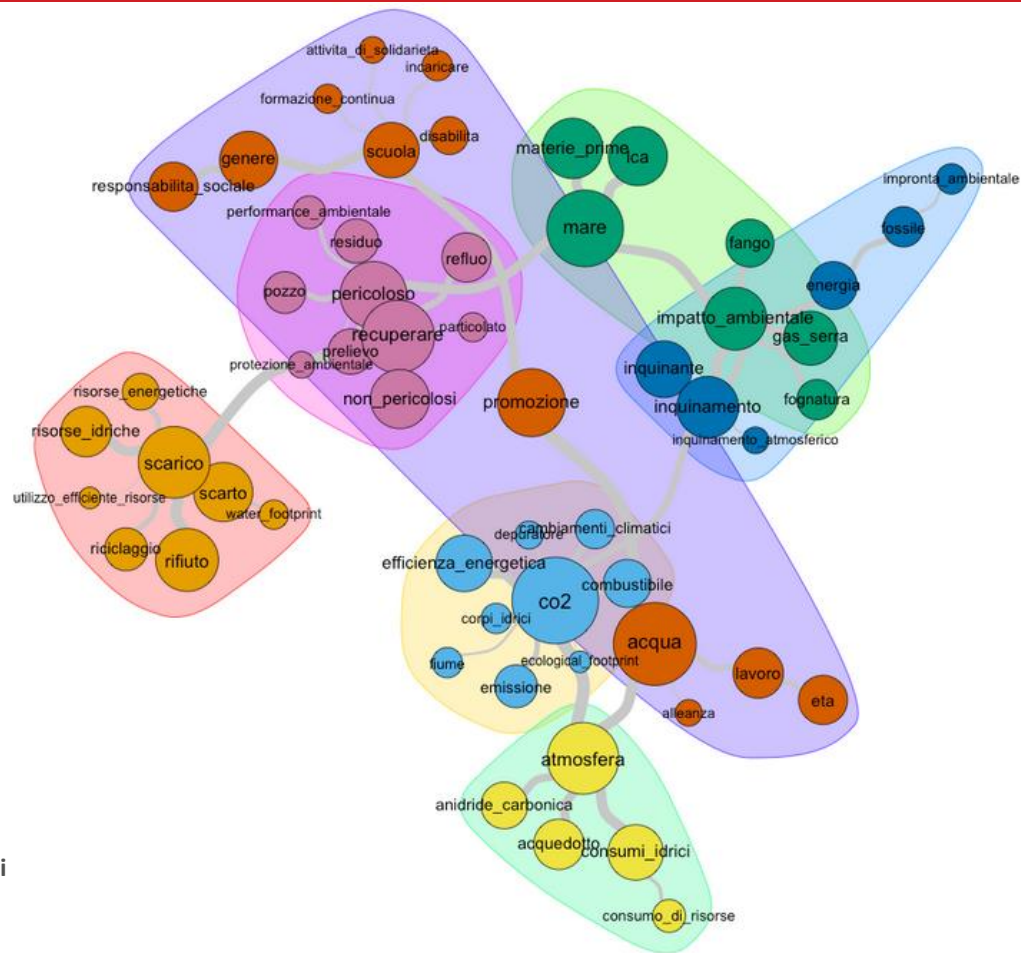 attivita_di_solidarieta
incaricare
formazione_continua
disabilita
scuola
genere
responsabilita_sociale
materie_prime
ica
mare
impronta_ambientale
fossile
energia
fango
impatto_ambientale
gas_serra
fognatura
inquinante
inquinamento
inquinamento_atmosferico
performance_ambientale
residuo
refluo
pozzo
pericoloso
recuperare
particolato
prelievo
protezione_ambientale
non_pericolosi
promozione
risorse_energetiche
risorse_idriche
scarico
scarto
utilizzo_efficiente_risorse
water_footprint
riciclaggio
rifiuto
cambiamenti_climatici
depuratore
efficienza_energetica
combustibile
co2
corpi_idrici
fiume
ecological_footprint
emissione
acqua
lavoro
eta
alleanza
atmosfera
anidride_carbonica
acquedotto
consumi_idrici
consumo_di_risorse
i